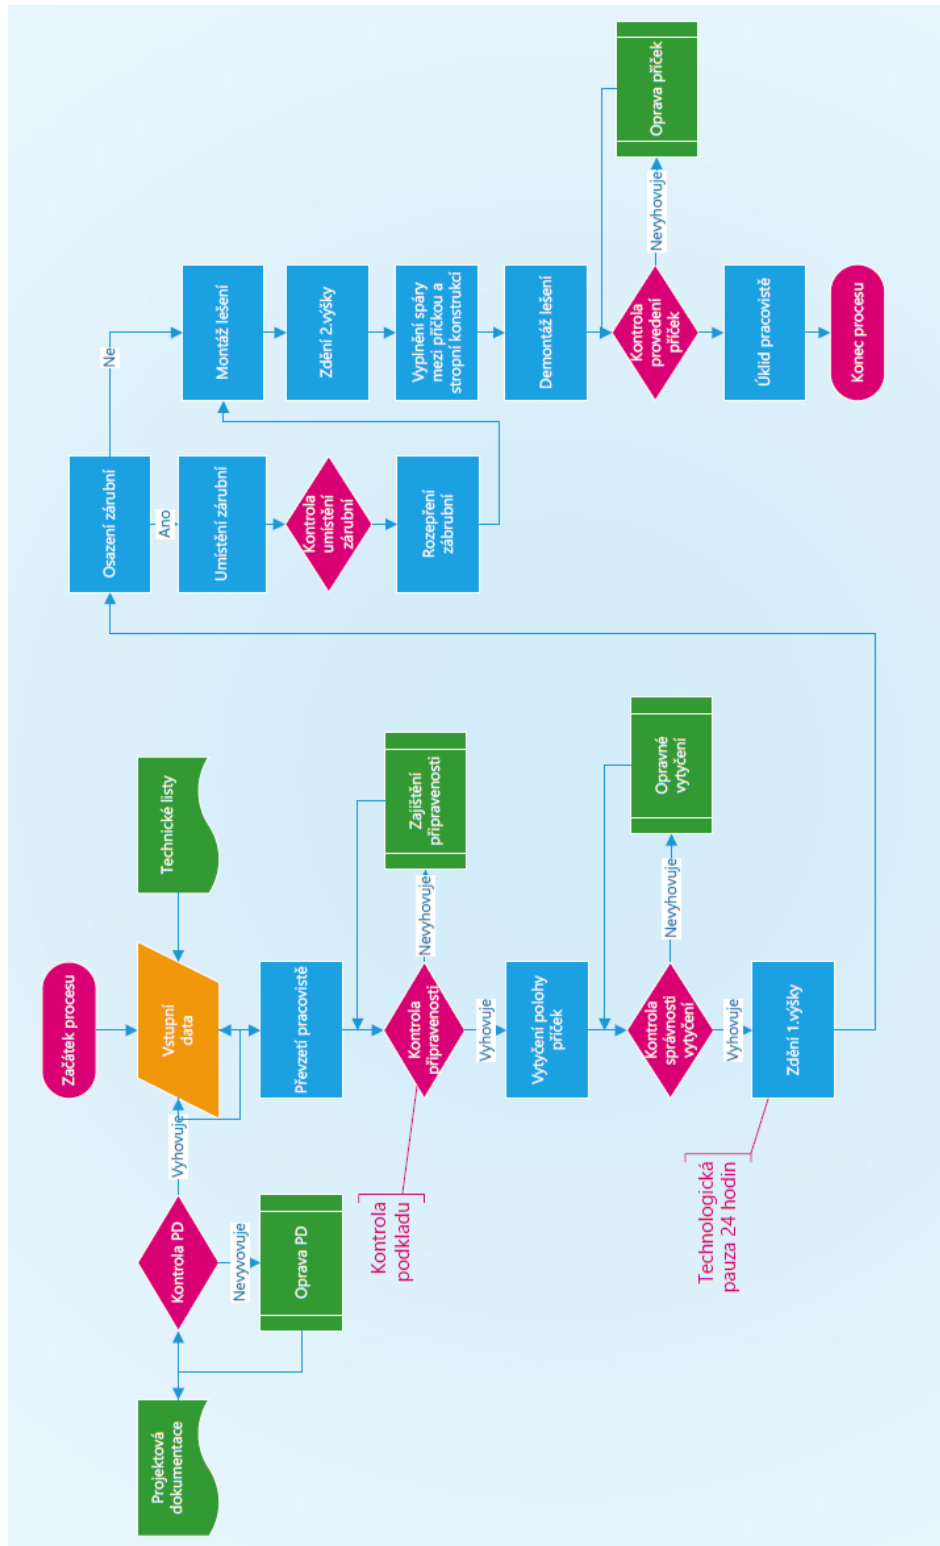 Začátek procesu
Projektová
dokumentace
Kontrola PD
Vyhovuje
Nevyvovuje
Oprava PD
Vstupní
data
Technické listy
Převzetí pracoviště
Kontrola
připravenosti
Kontrola
podkladu
Nevyhovuje
Zajištění
připravenosti
Vyhovuje
Vytyčení polohy
příček
Kontrola
správnosti
vytyčení
Nevyhovuje
Opravné
vytyčení
Vyhovuje
Zdění 1.výšky
Technologická
pauza 24 hodin
Osazení zárubní
Ne
Ano
Umístění zárubní
Kontrola
umístění
zárubní
Rozepření
zábrubní
Montáž lešení
Zdění 2.výšky
Vyplnění spáry
mezi příčkou a
stropní konstrukcí
Demontáž lešení
Kontrola
provedení
příček
Nevyhovuje
Oprava příček
Úklid pracoviště
Konec procesu